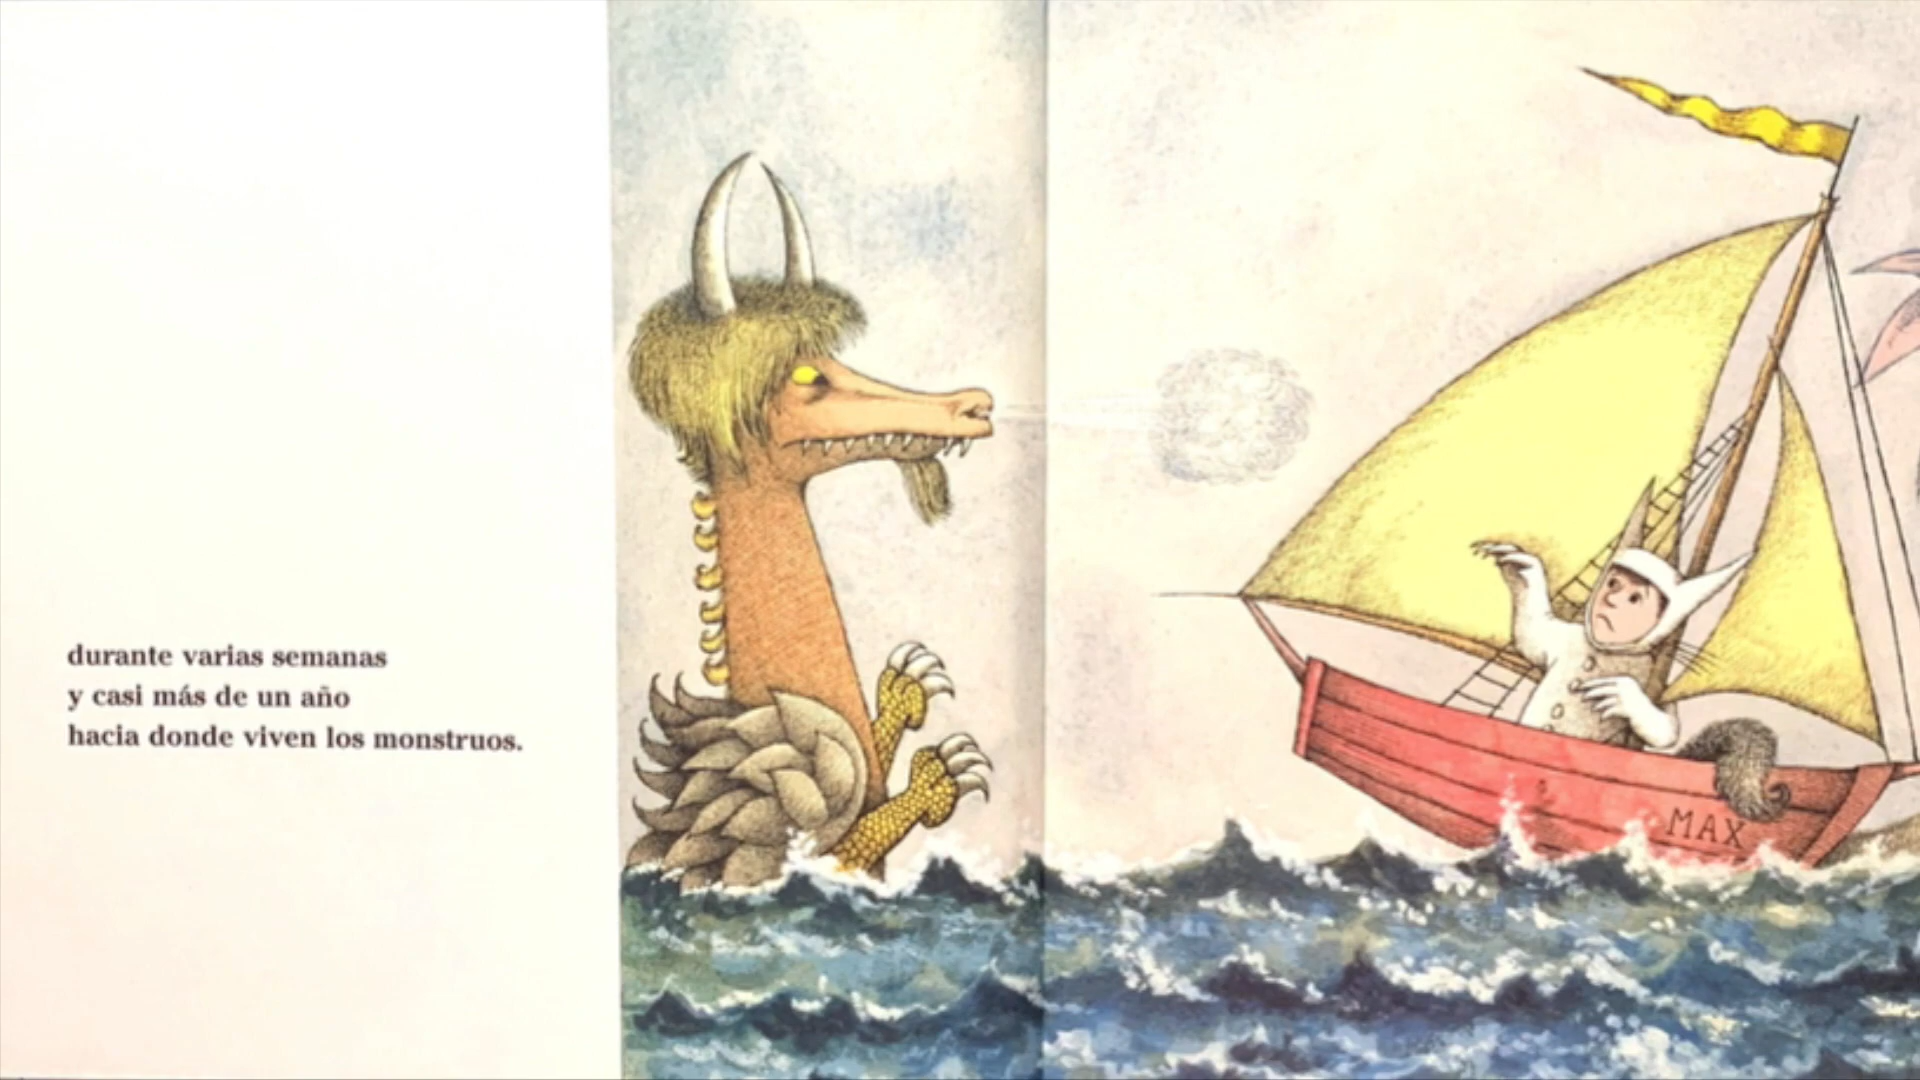 durante varias semanas
y casi más de un año
hacia donde viven los monstruos.
MAX